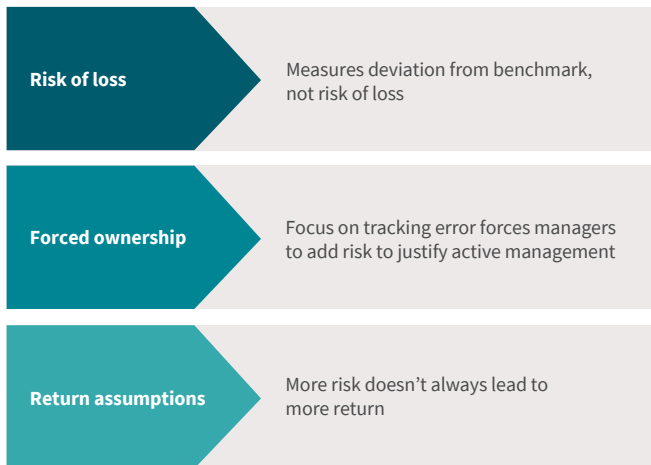 Risk of loss
Measures deviation from benchmark,
not risk of loss
Forced ownership
Focus on tracking error forces managers
to add risk to justify active management
Return assumptions
More risk doesn’t always lead to
more return